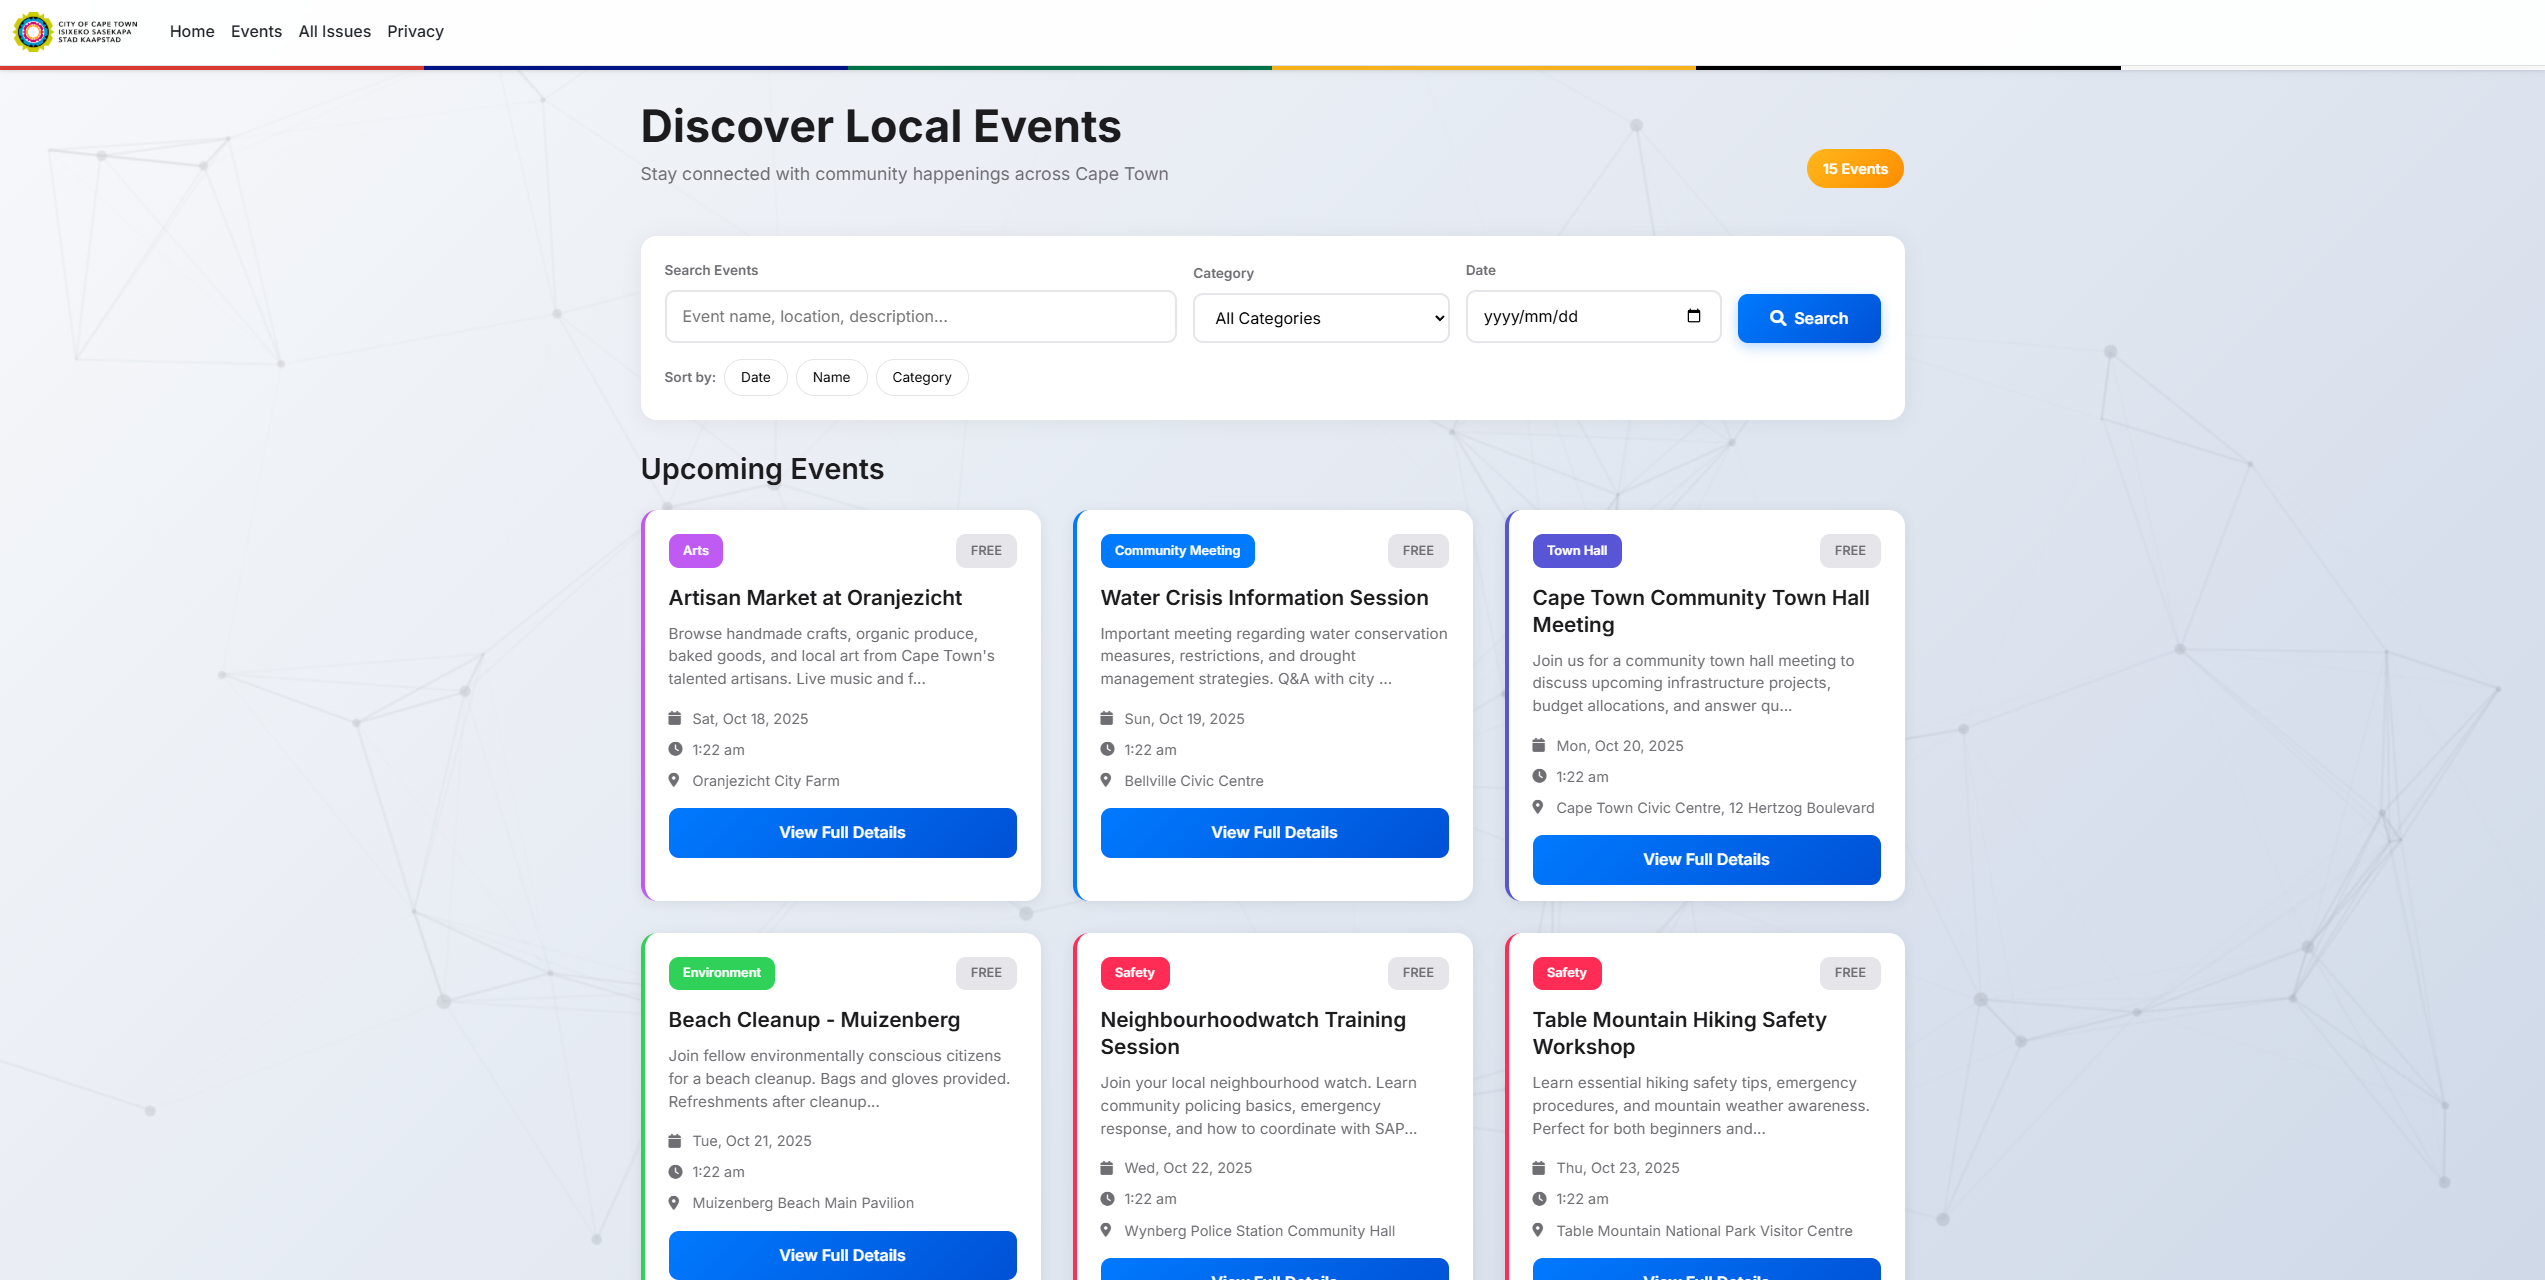 CITY OF CAPE TOWN
ISIXEKO SASEKAPA
STAD KAAPSTAD
Home Events All Issues Privacy
Discover Local Events
Stay connected with community happenings across Cape Town
15 Events
Search Events
Category
Date
Event name, location, description...
All Categories
yyyy/mm/dd
Search
Sort by: Date Name Category
Upcoming Events
Arts
FREE
Artisan Market at Oranjezicht
Browse handmade crafts, organic produce,
baked goods, and local art from Cape Town's
talented artisans. Live music and f...
Sat, Oct 18, 2025
1:22 am
Oranjezicht City Farm
View Full Details
Community Meeting
FREE
Water Crisis Information Session
Important meeting regarding water conservation
measures, restrictions, and drought
management strategies. Q&A with city ...
Sun, Oct 19, 2025
1:22 am
Bellville Civic Centre
View Full Details
Town Hall
FREE
Cape Town Community Town Hall
Meeting
Join us for a community town hall meeting to
discuss upcoming infrastructure projects,
budget allocations, and answer qu...
Mon, Oct 20, 2025
1:22 am
Cape Town Civic Centre, 12 Hertzog Boulevard
View Full Details
Environment
FREE
Beach Cleanup - Muizenberg
Join fellow environmentally conscious citizens
for a beach cleanup. Bags and gloves provided.
Refreshments after cleanup...
Tue, Oct 21, 2025
1:22 am
Muizenberg Beach Main Pavilion
View Full Details
Safety
FREE
Neighbourhoodwatch Training
Session
Join your local neighbourhood watch. Learn
community policing basics, emergency
response, and how to coordinate with SAP...
Wed, Oct 22, 2025
1:22 am
Wynberg Police Station Community Hall
View Full Details
Safety
FREE
Table Mountain Hiking Safety
Workshop
Learn essential hiking safety tips, emergency
procedures, and mountain weather awareness.
Perfect for both beginners and...
Thu, Oct 23, 2025
1:22 am
Table Mountain National Park Visitor Centre
View Full Details